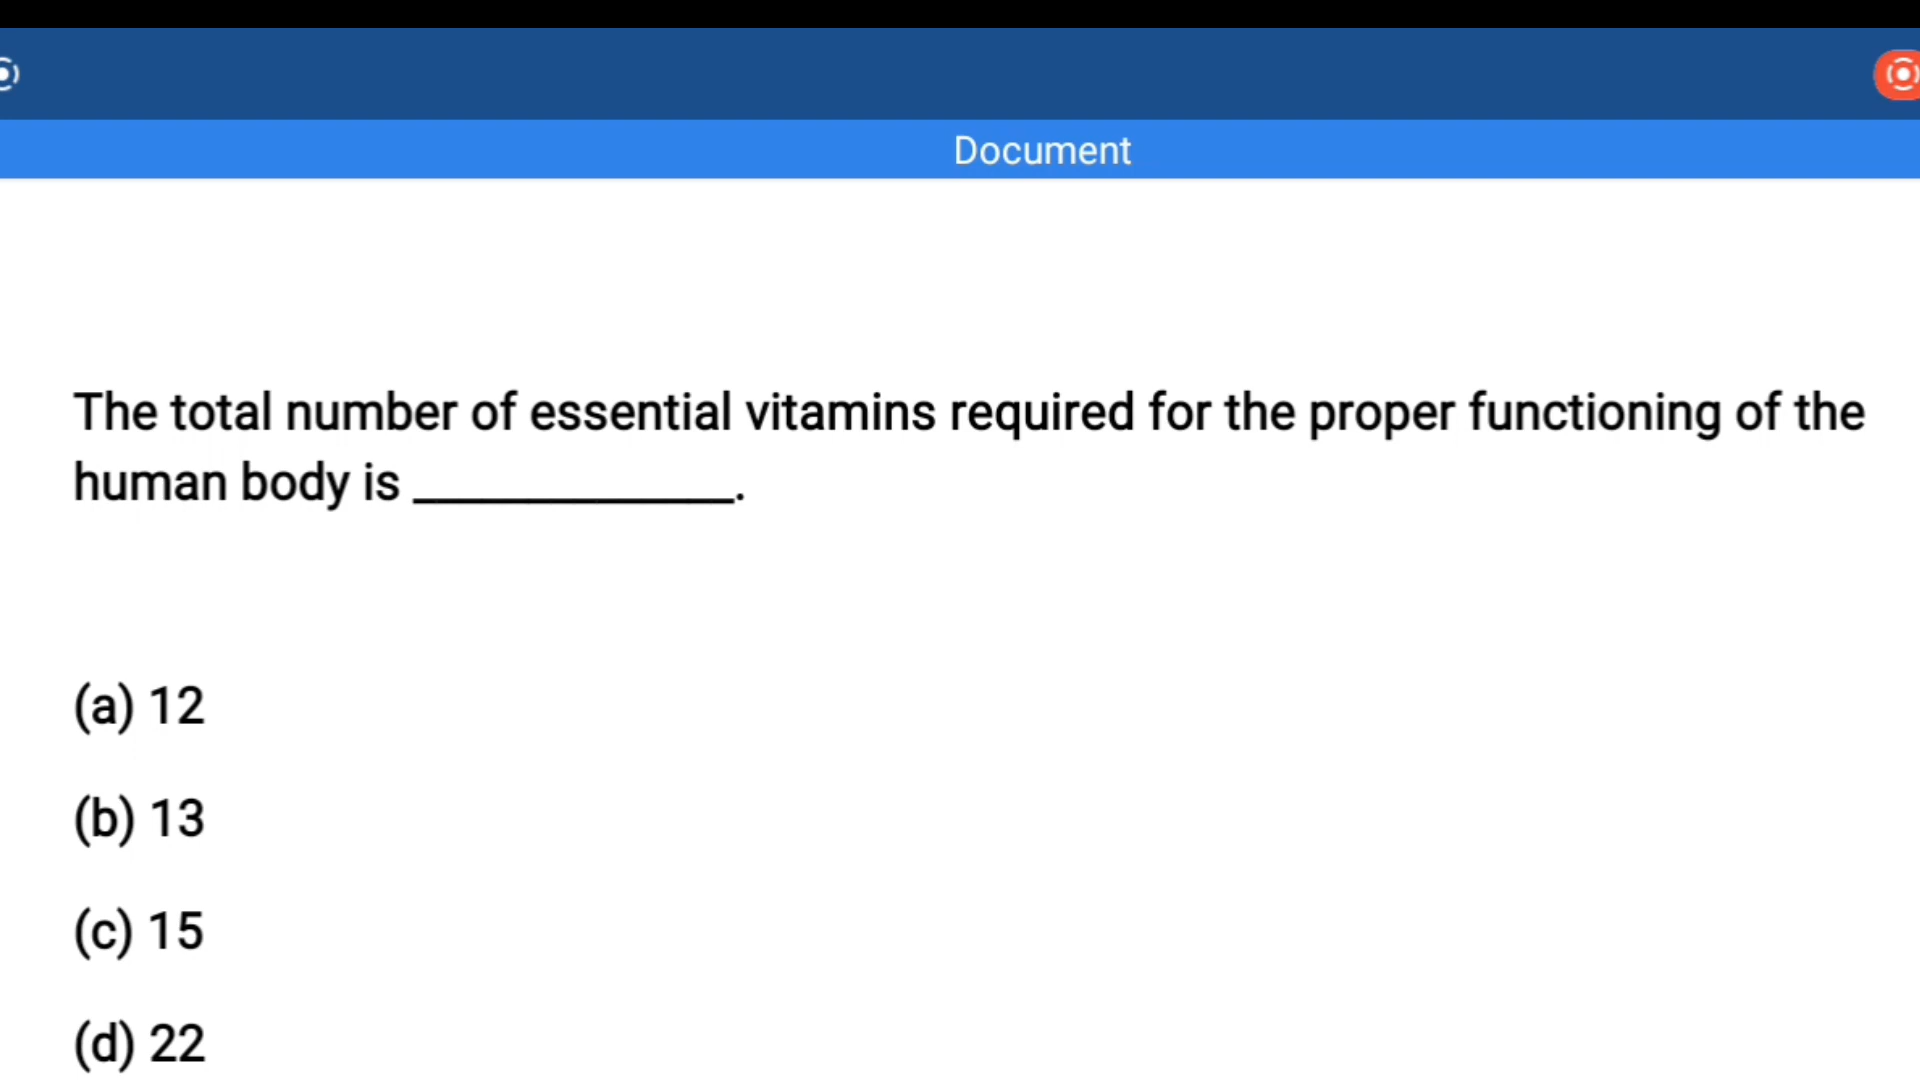 Document
The total number of essential vitamins required for the proper functioning of the
human body is ______________.
(a) 12
(b) 13
(c) 15
(d) 22